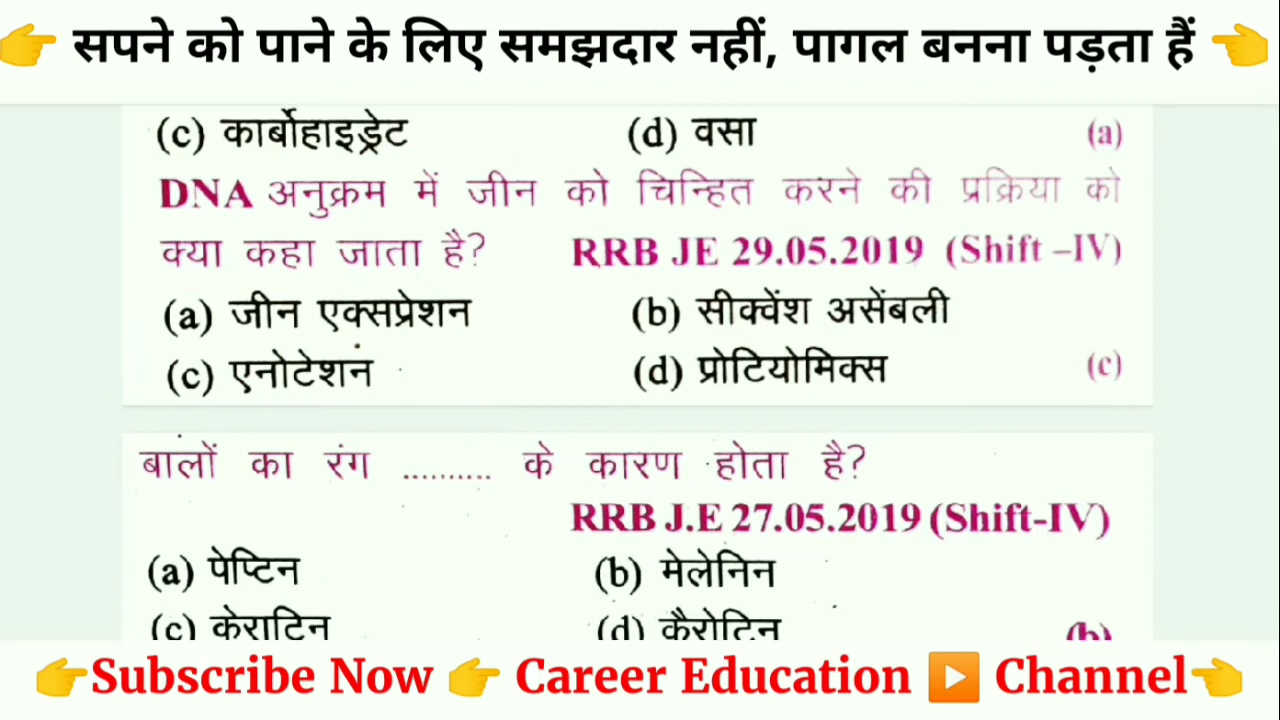 👉 सपने को पाने के लिए समझदार नहीं, पागल बनना पड़ता हैं 👈
(c) कार्बोहाइड्रेट (d) वसा (a)
DNA अनुक्रम में जीन को चिन्हित करने की प्रक्रिया को
क्या कहा जाता है? RRB JE 29.05.2019 (Shift –IV)
(a) जीन एक्सप्रेशन (b) सीक्वेंश असेंबली
(c) एनोटेशन (d) प्रोटियोमिक्स (c)
बालों का रंग .......... के कारण होता है?
RRB J.E 27.05.2019 (Shift-IV)
(a) पेप्टिन (b) मेलेनिन
(c) केराटिन (d) कैरोटिन (b)
👉Subscribe Now 👉 Career Education ▶️ Channel👈